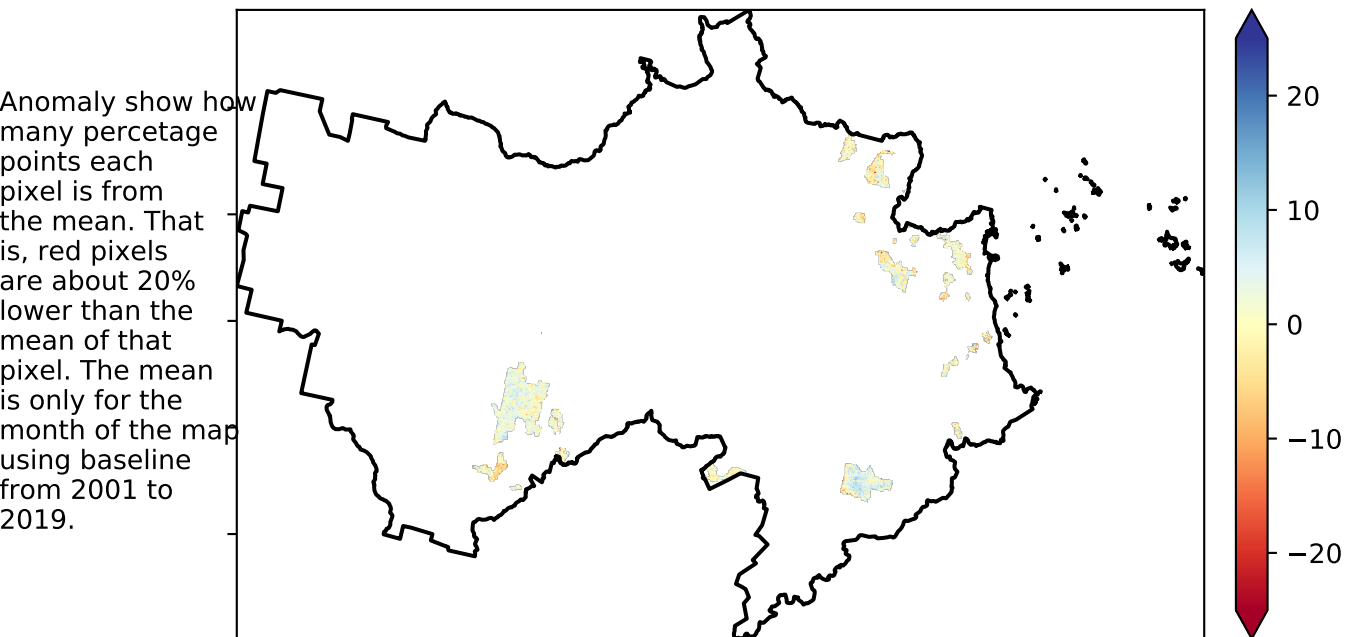 Anomaly show how
many percetage
points each
pixel is from
the mean. That
is, red pixels
are about 20%
lower than the
mean of that
pixel. The mean
is only for the
month of the map
using baseline
from 2001 to
2019.
20
10
0
−10
−20